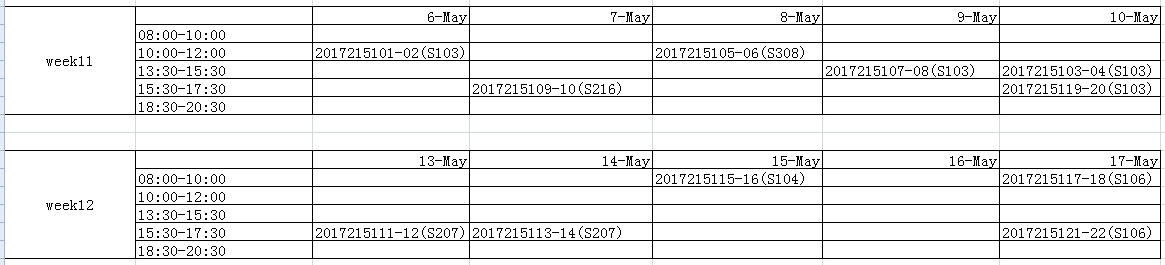 6-May 7-May 8-May 9-May 10-May
08:00-10:00
10:00-12:00 2017215101-02(S103) 2017215105-06(S308)
week11
13:30-15:30 2017215107-08(S103) 2017215103-04(S103)
15:30-17:30 2017215109-10(S216) 2017215119-20(S103)
18:30-20:30
13-May 14-May 15-May 16-May 17-May
08:00-10:00 2017215115-16(S104) 2017215117-18(S106)
10:00-12:00
week12
13:30-15:30
15:30-17:30 2017215111-12(S207) 2017215113-14(S207) 2017215121-22(S106)
18:30-20:30